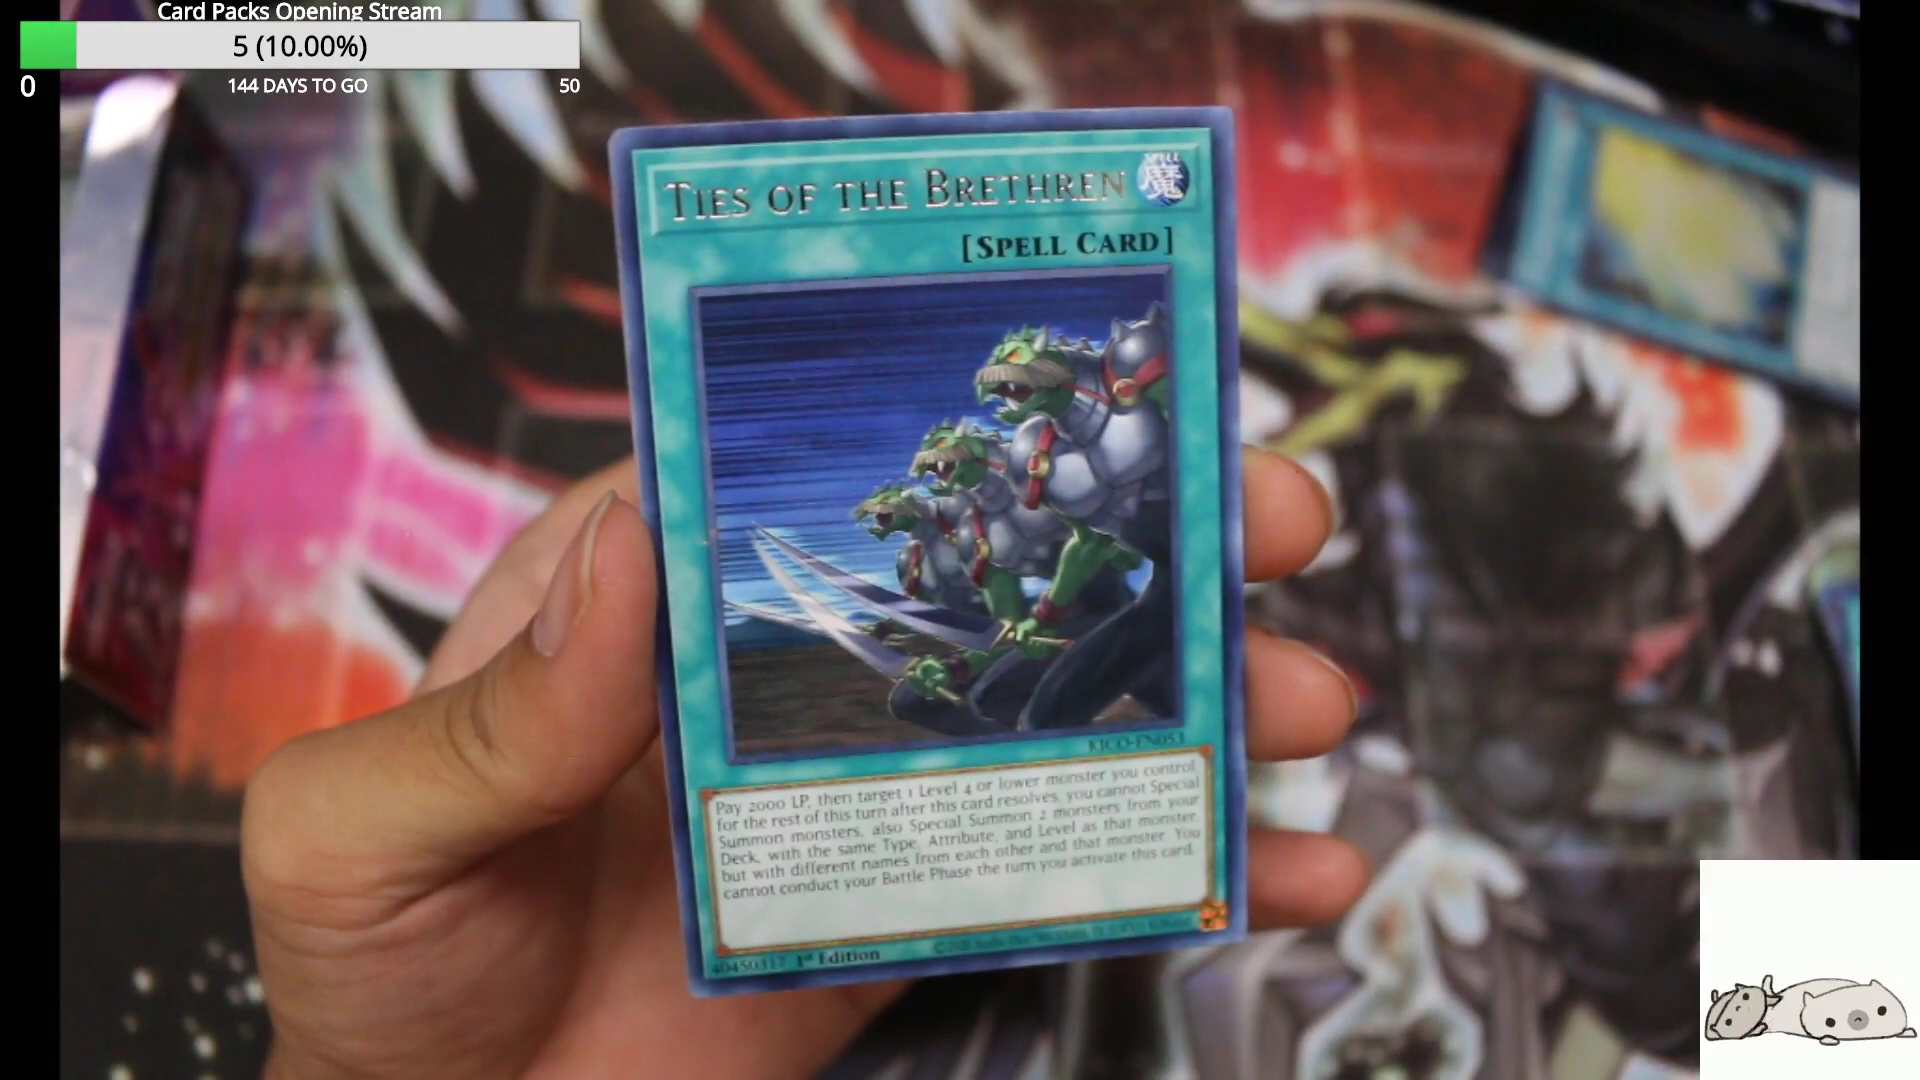 Card Packs Opening Stream
5 (10.00%)
0
144 DAYS TO GO
50
TIES OF THE BRETHREN
魔
[SPELL CARD]
KICO-EN053
Pay 2000 LP, then target 1 Level 4 or lower monster you control;
for the rest of this turn after this card resolves, you cannot Special
Summon monsters, also Special Summon 2 monsters from your
Deck, with the same Type, Attribute, and Level as that monster,
but with different names from each other and that monster. You
cannot conduct your Battle Phase the turn you activate this card.
40450317 1st Edition